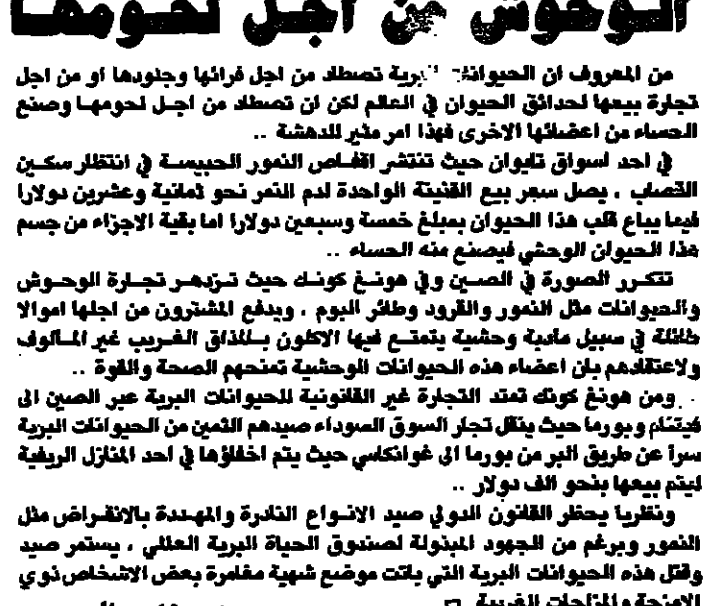 الوحوش من اجل لحومها
من المعروف ان الحيوانات البرية تصطاد من اجل فرائها وجلودها او من اجل
تجارة بيعها لحدائق الحيوان في العالم لكن ان تصطاد من اجل لحومها وصنع
الحساء من اعضائها الاخرى فهذا امر مثير للدهشة ..
في احد اسواق تايوان حيث تنتشر اقفاص النمور الحبيسة في انتظار سكين
القصاب ، يصل سعر بيع القنينة الواحدة لدم النمر نحو ثمانية وعشرين دولارا
فيما يباع قلب هذا الحيوان بمبلغ خمسة وسبعين دولارا اما بقية الاجزاء من جسم
هذا الحيوان الوحشي فيصنع منه الحساء ..
تتكرر الصورة في الصين وفي هونغ كونك حيث تزدهر تجارة الوحوش
والحيوانات مثل النمور والقرود وطائر البوم ، ويدفع المشترون من اجلها اموالا
طائلة في سبيل مادبة وحشية يتمتع فيها الاكلون بالمذاق الغريب غير المالوف
ولاعتقادهم بان اعضاء هذه الحيوانات الوحشية تمنحهم الصحة والقوة ..
ومن هونغ كونك تمتد التجارة غير القانونية للحيوانات البرية عبر الصين الى
فيتنام وبورما حيث ينقل تجار السوق السوداء صيدهم الثمين من الحيوانات البرية
سرا عن طريق البر من بورما الى غوانكاسي حيث يتم اخفاؤها في احد المنازل الريفية
ليتم بيعها بنحو الف دولار ..
ونظريا يحظر القانون الدولي صيد الانواع النادرة والمهددة بالانقراض مثل
النمور وبرغم من الجهود المبذولة لصندوق الحياة البرية العالمي ، يستمر صيد
وقتل هذه الحيوانات البرية التي باتت موضع شهية مغامرة بعض الاشخاص ذوي
الامزجة والمزاجات الغريبة